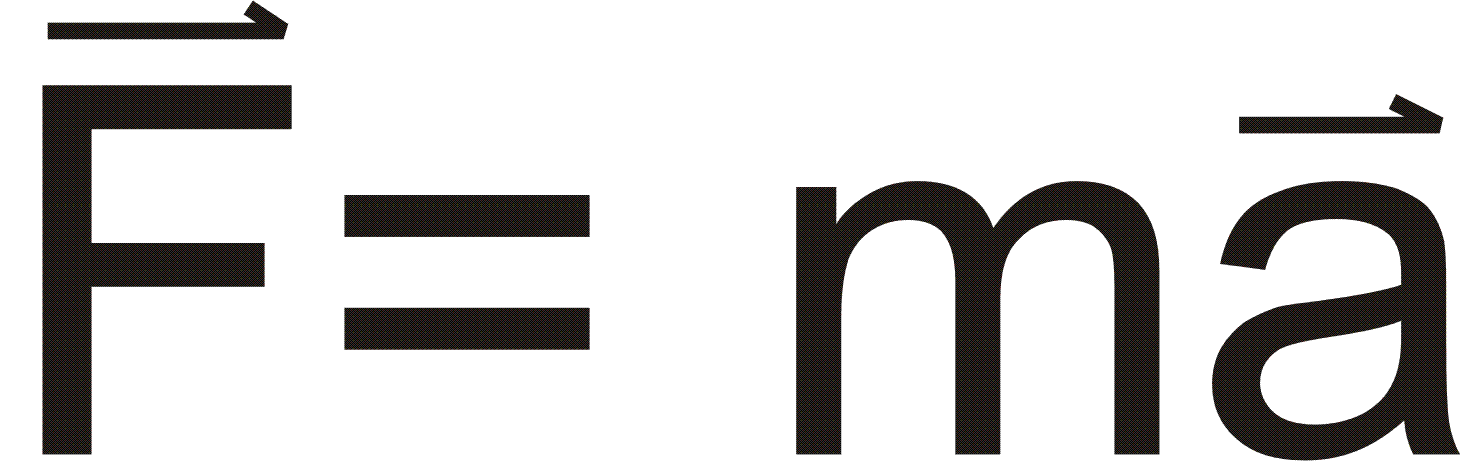 F⃗ = ma⃗